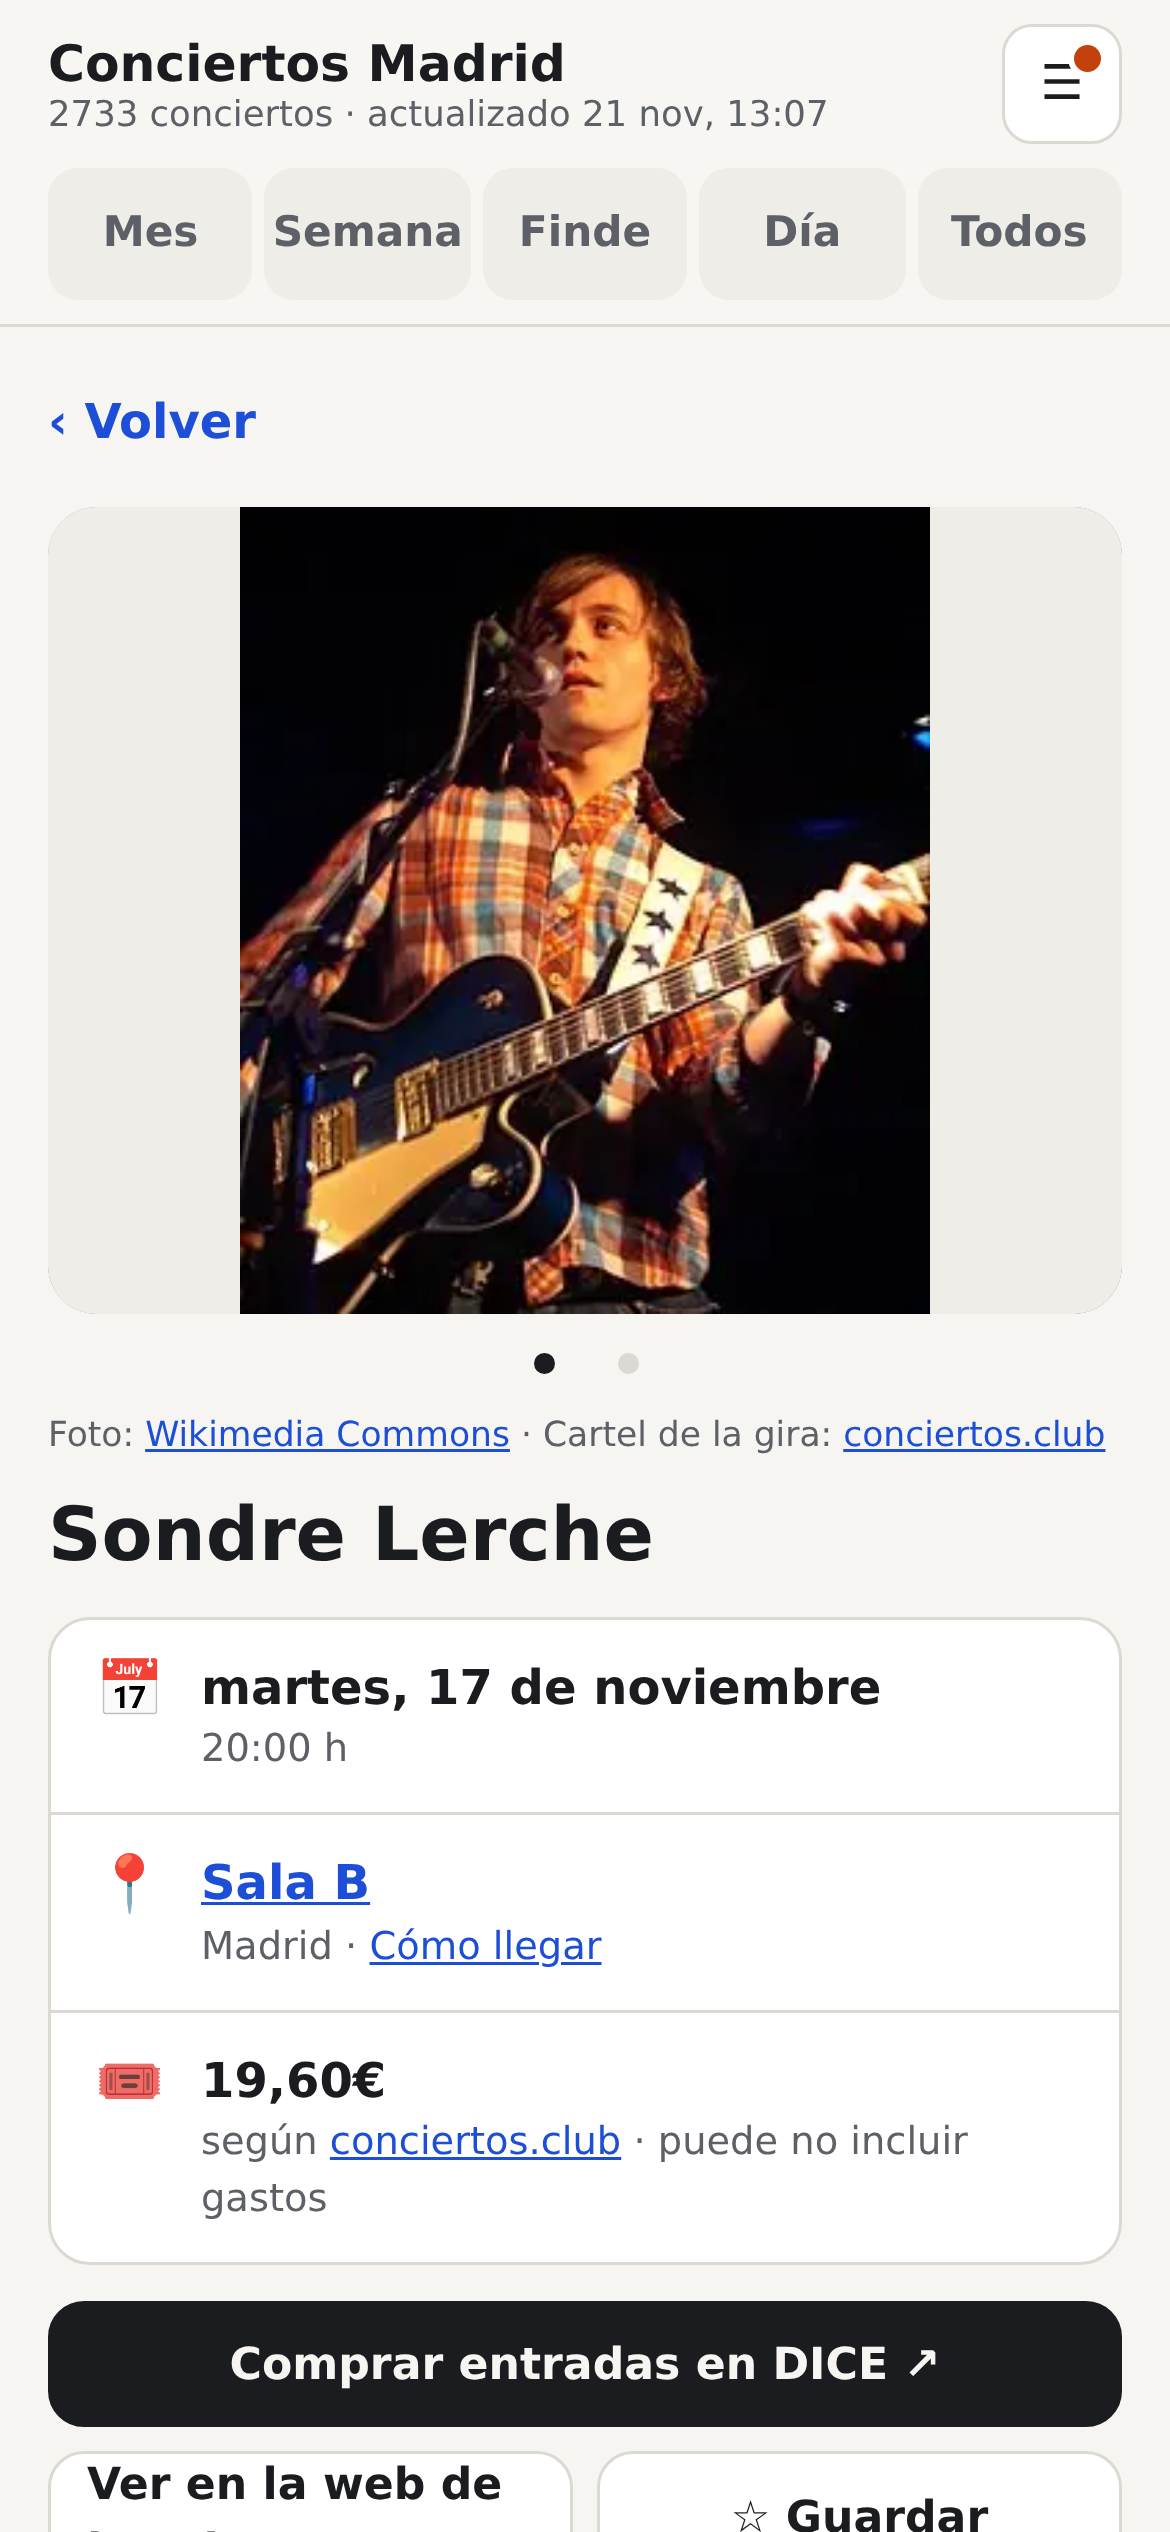 Conciertos Madrid
2733 conciertos · actualizado 21 nov, 13:07
☰
Mes Semana Finde Día Todos
‹ Volver
Foto: Wikimedia Commons · Cartel de la gira: conciertos.club
Sondre Lerche
July 17
martes, 17 de noviembre
20:00 h
Sala B
Madrid · Cómo llegar
19,60€
según conciertos.club · puede no incluir
gastos
Comprar entradas en DICE ↗
Ver en la web de
☆ Guardar